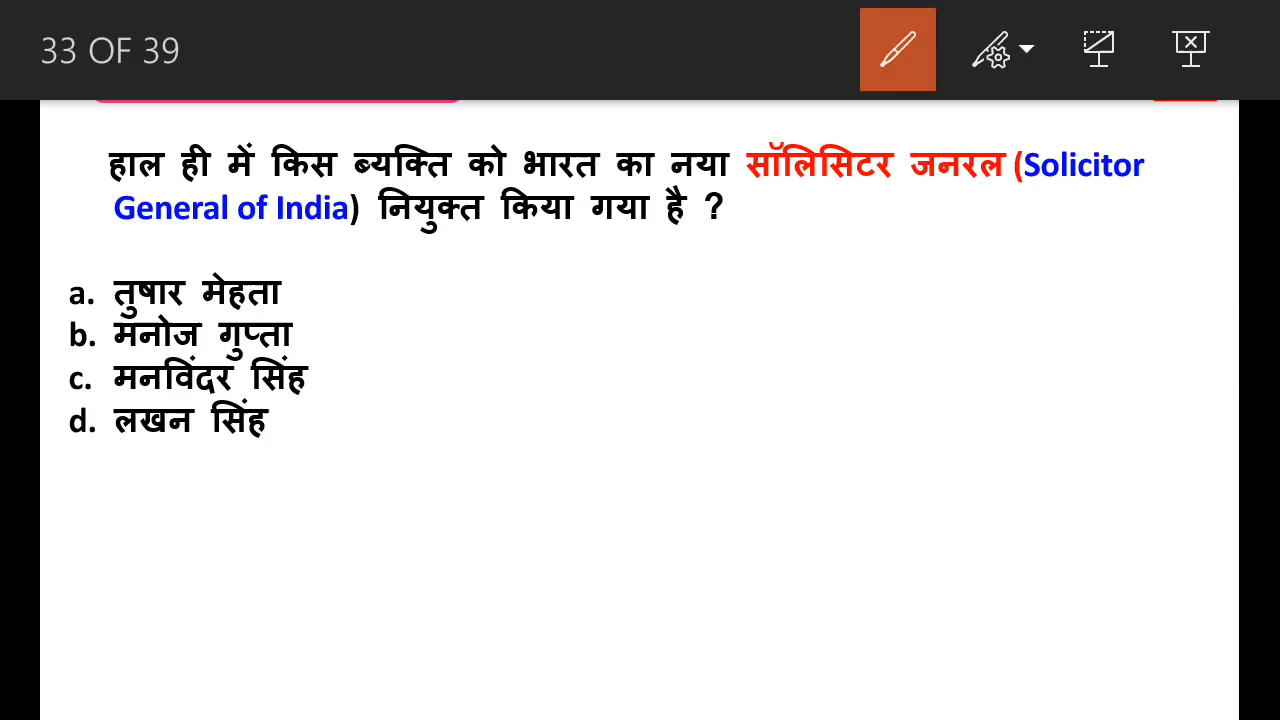 33 OF 39
हाल ही में किस ब्यक्ति को भारत का नया सॉलिसिटर जनरल (Solicitor
General of India) नियुक्त किया गया है ?
a. तुषार मेहता
b. मनोज गुप्ता
c. मनविंदर सिंह
d. लखन सिंह